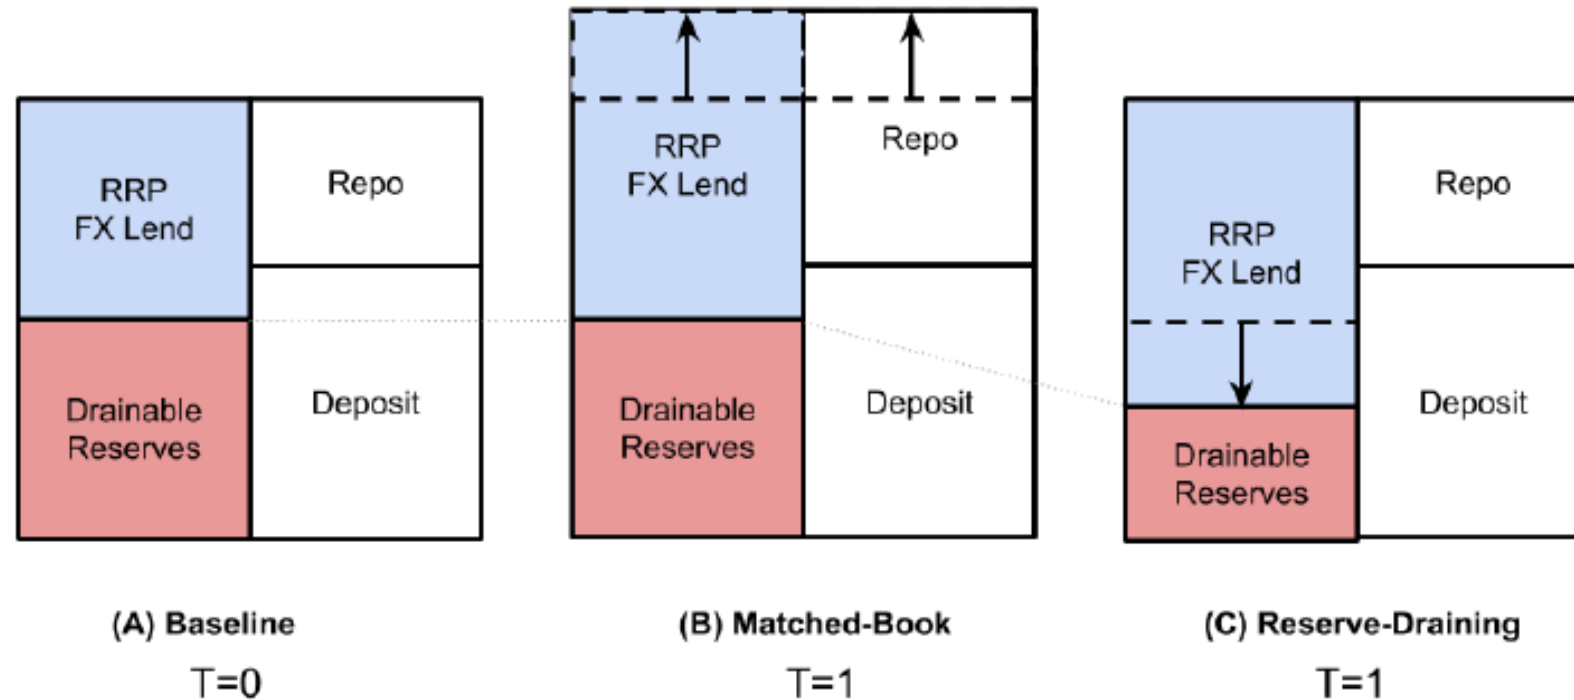 RRP
FX Lend
Repo
Drainable
Reserves
Deposit
(A) Baseline
T=0
RRP
FX Lend
Repo
Drainable
Reserves
Deposit
(B) Matched-Book
T=1
RRP
FX Lend
Repo
Drainable
Reserves
Deposit
(C) Reserve-Draining
T=1